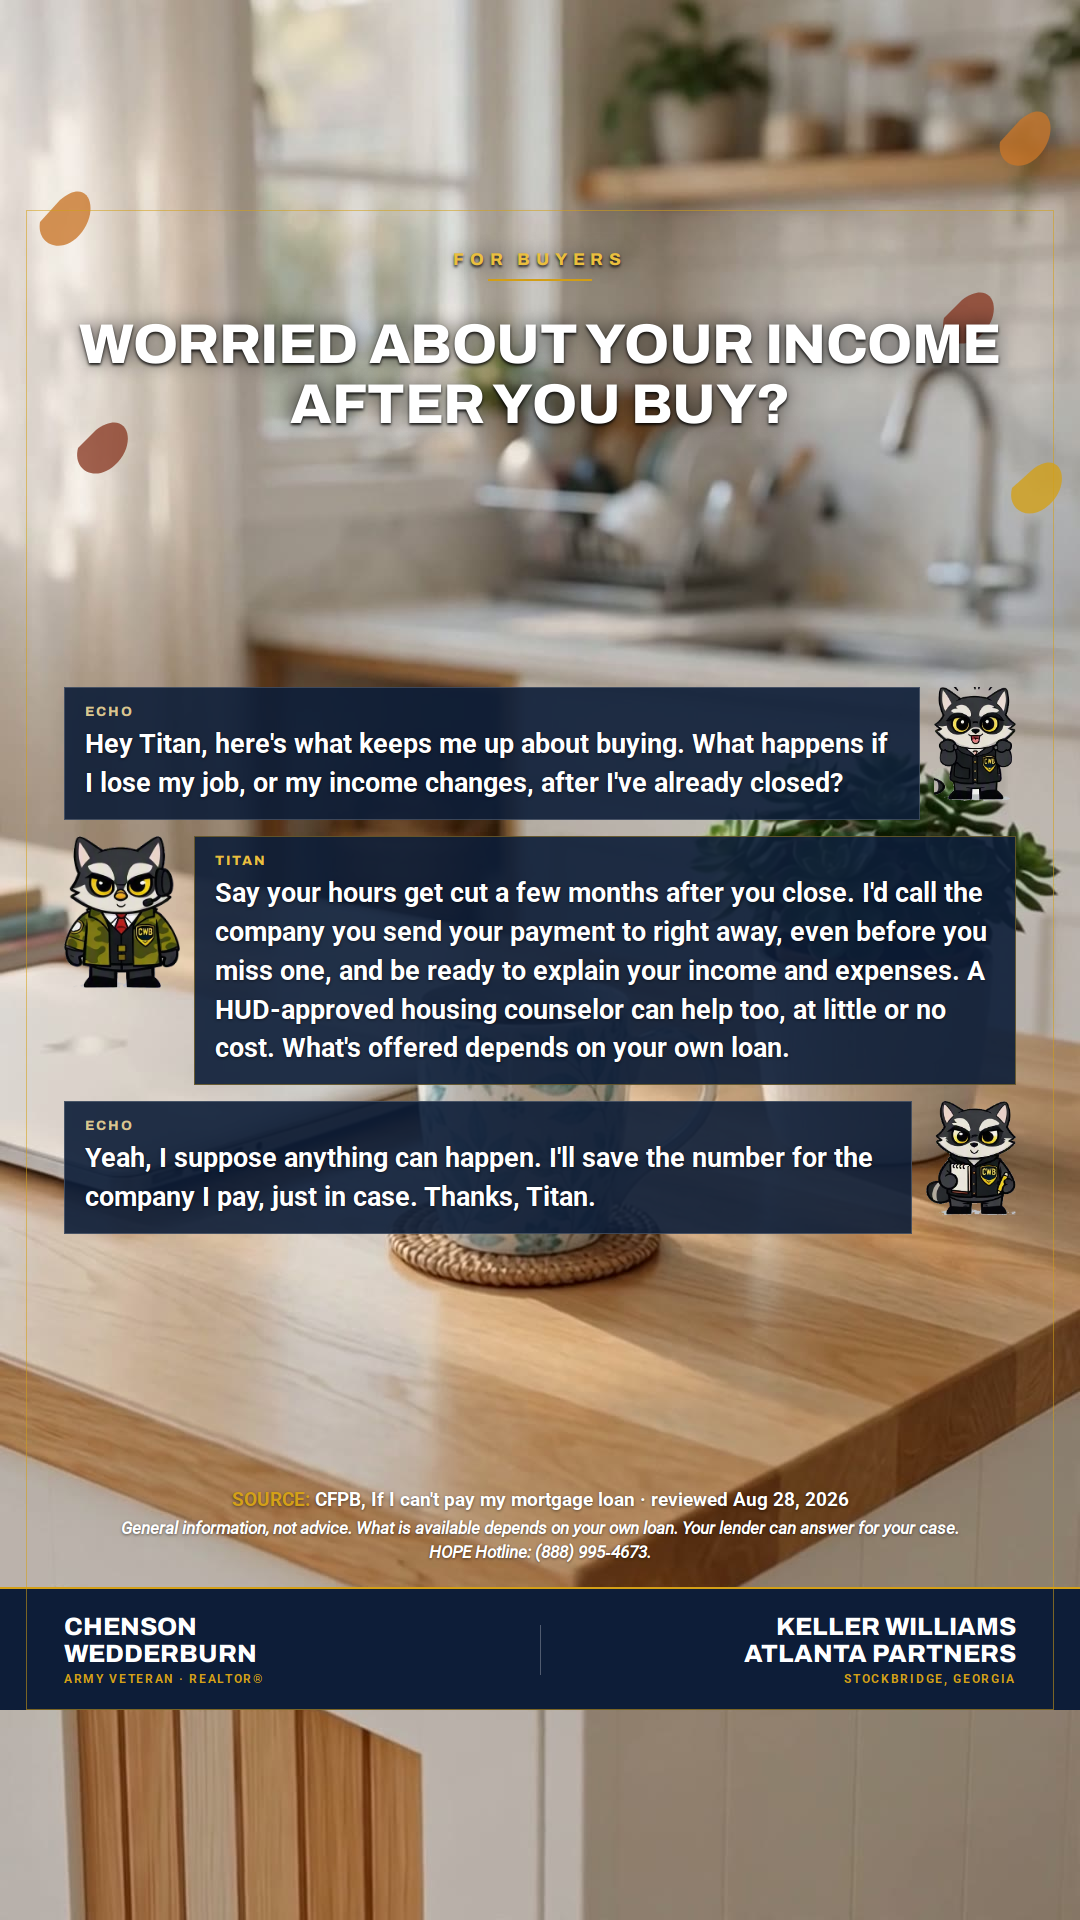 FOR BUYERS
WORRIED ABOUT YOUR INCOME
AFTER YOU BUY?
ECHO
Hey Titan, here's what keeps me up about buying. What happens if
I lose my job, or my income changes, after I've already closed?
CWB
TITAN
Say your hours get cut a few months after you close. I'd call the
company you send your payment to right away, even before you
miss one, and be ready to explain your income and expenses. A
HUD-approved housing counselor can help too, at little or no
cost. What's offered depends on your own loan.
CWB
ECHO
Yeah, I suppose anything can happen. I'll save the number for the
company I pay, just in case. Thanks, Titan.
CWB
SOURCE: CFPB, If I can't pay my mortgage loan · reviewed Aug 28, 2026
General information, not advice. What is available depends on your own loan. Your lender can answer for your case.
HOPE Hotline: (888) 995-4673.
CHENSON
WEDDERBURN
ARMY VETERAN · REALTOR®
KELLER WILLIAMS
ATLANTA PARTNERS
STOCKBRIDGE, GEORGIA